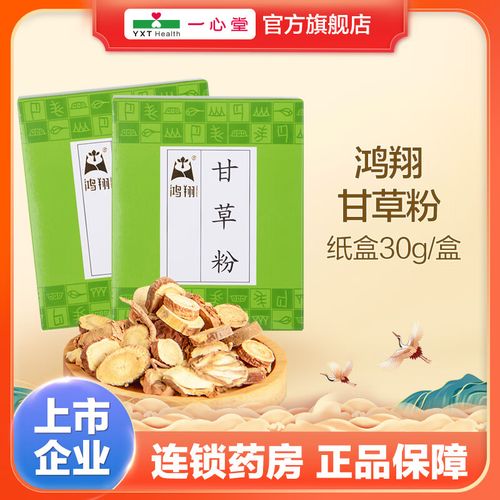 YXT Health 一心堂 官方旗舰店
鸿翔
甘草粉
纸盒30g/盒
鸿翔
甘草粉
鸿翔
上市
企业
连锁药房 正品保障